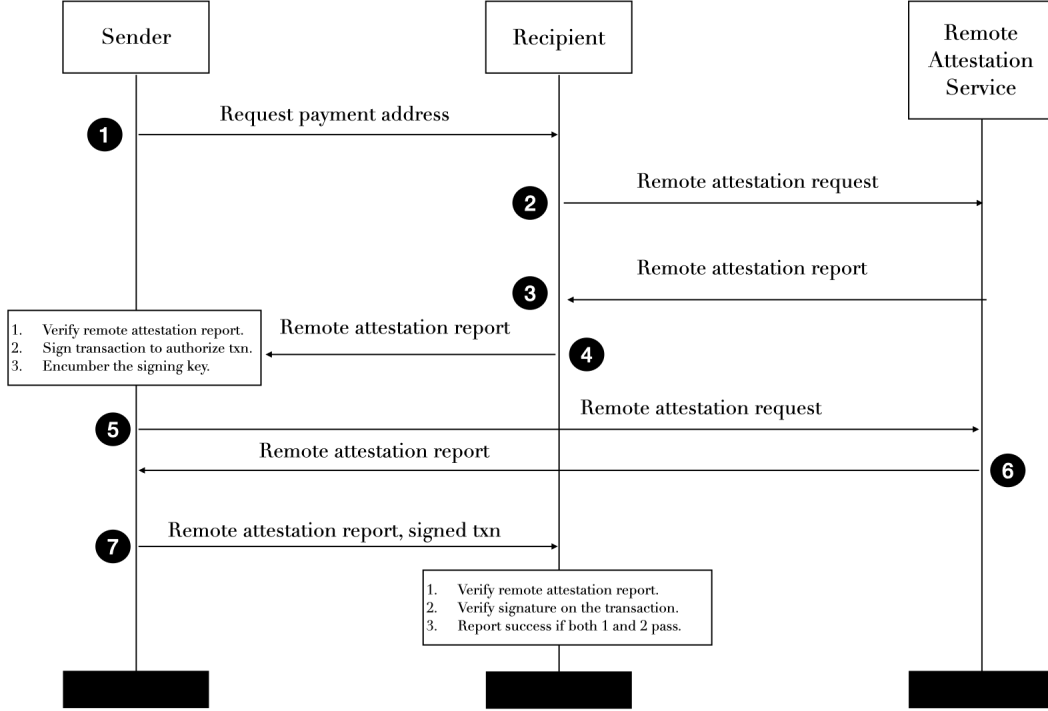 Sender
Recipient
Remote
Attestation
Service
Request payment address
1
Remote attestation request
2
Remote attestation report
3
1. Verify remote attestation report.
2. Sign transaction to authorize txn.
3. Encumber the signing key.
Remote attestation report
4
Remote attestation request
5
Remote attestation report
6
Remote attestation report, signed txn
7
1. Verify remote attestation report.
2. Verify signature on the transaction.
3. Report success if both 1 and 2 pass.